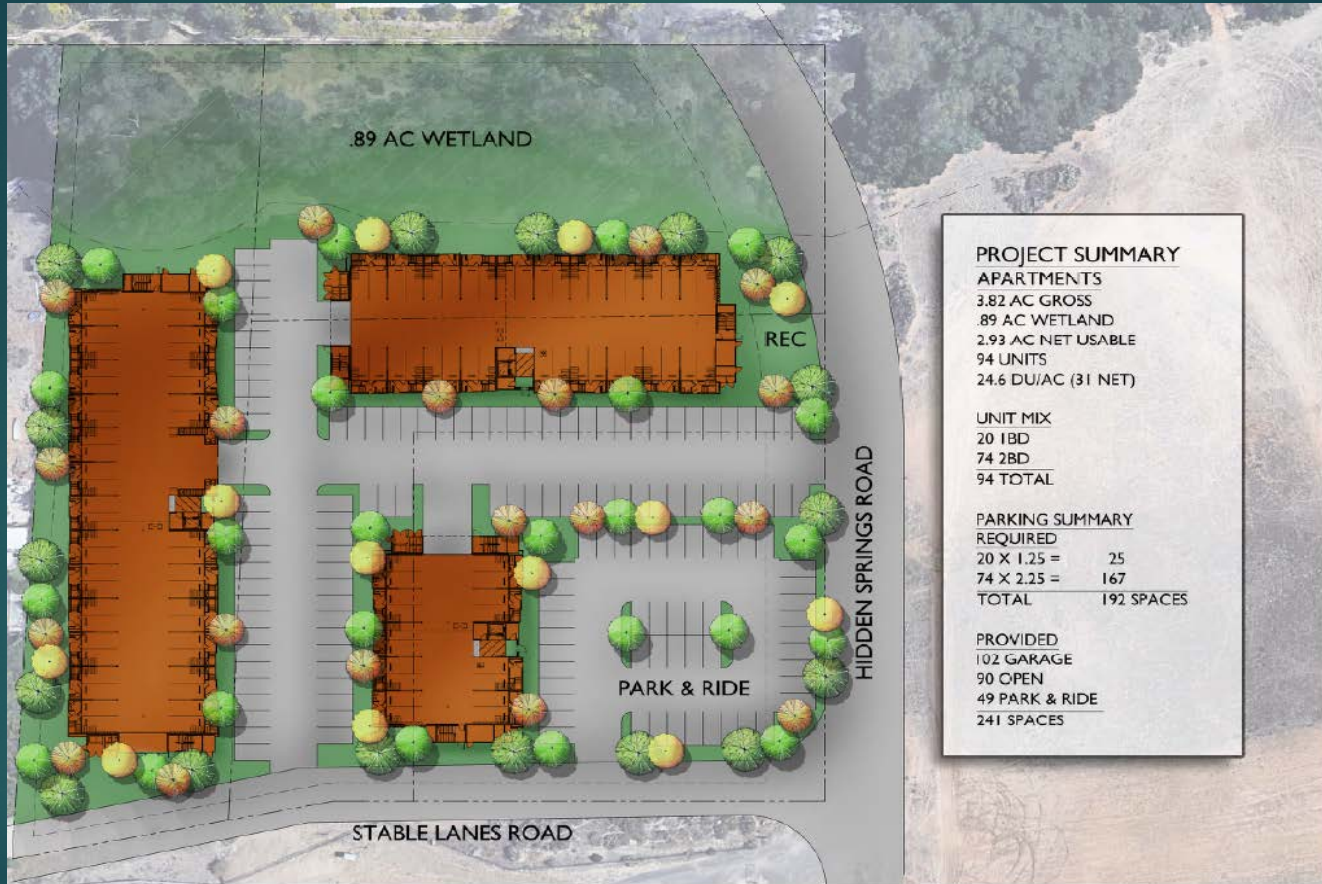 .89 AC WETLAND
REC
HIDDEN SPRINGS ROAD
PARK & RIDE
STABLE LANES ROAD
PROJECT SUMMARY
APARTMENTS
3.82 AC GROSS
.89 AC WETLAND
2.93 AC NET USABLE
94 UNITS
24.6 DU/AC (31 NET)
UNIT MIX
20 1BD
74 2BD
94 TOTAL
PARKING SUMMARY
REQUIRED
20 X 1.25 = 25
74 X 2.25 = 167
TOTAL 192 SPACES
PROVIDED
102 GARAGE
90 OPEN
49 PARK & RIDE
241 SPACES